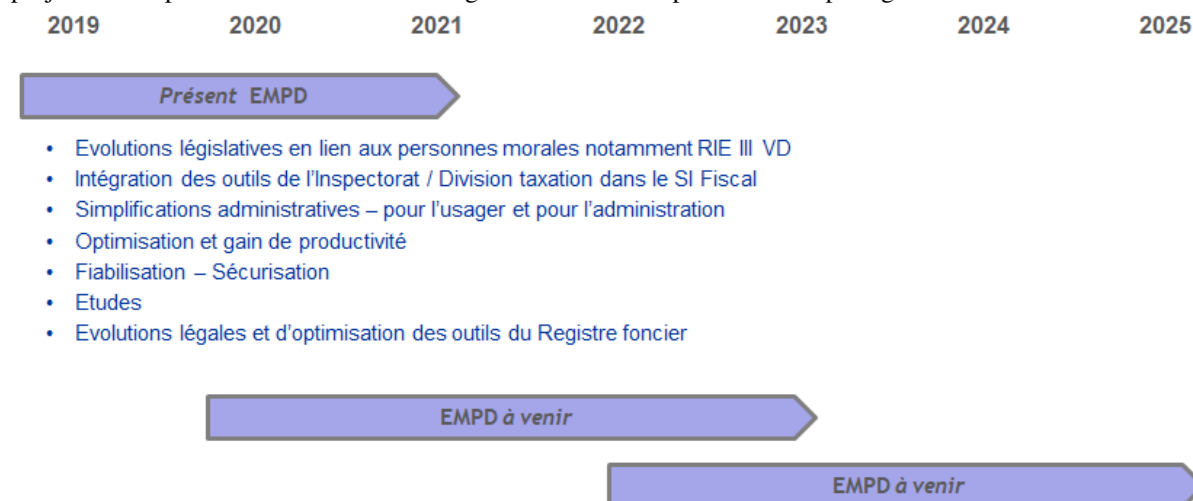 2019 2020 2021 2022 2023 2024 2025
Présent EMPD
• Evolutions législatives en lien aux personnes morales notamment RIE III VD
• Intégration des outils de l'Inspectorat / Division taxation dans le SI Fiscal
• Simplifications administratives – pour l'usager et pour l'administration
• Optimisation et gain de productivité
• Fiabilisation – Sécurisation
• Etudes
• Evolutions légales et d'optimisation des outils du Registre foncier
EMPD à venir
EMPD à venir